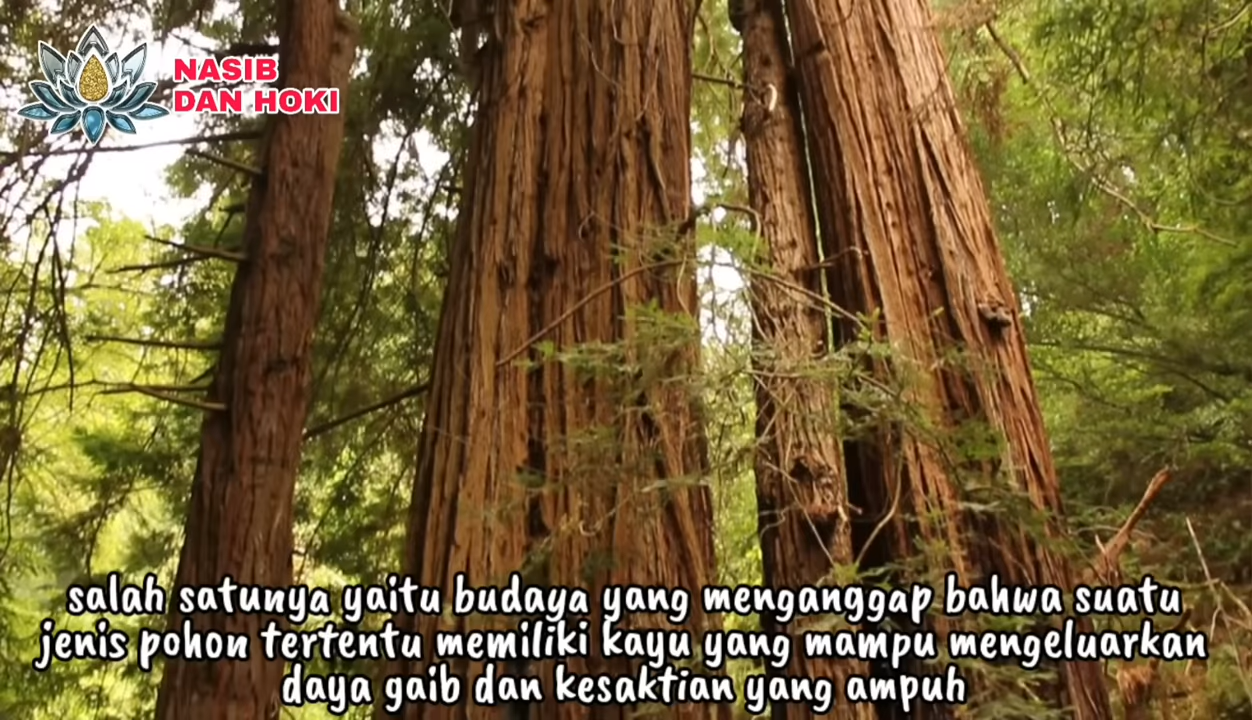 NASIB
DAN HOKI
salah satunya yaitu budaya yang menganggap bahwa suatu
jenis pohon tertentu memiliki kayu yang mampu mengeluarkan
daya gaib dan kesaktian yang ampuh